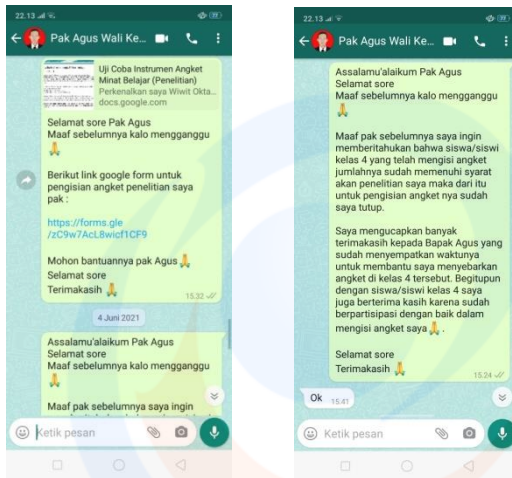 22.13
Pak Agus Wali Ke...
Uji Coba Instrumen Angket
Minat Belajar (Penelitian)
Perkenalkan saya Wiwit Okta...
docs.google.com
Selamat sore Pak Agus
Maaf sebelumnya kalo mengganggu
🙏
Berikut link google form untuk
pengisian angket penelitian saya
pak :
https://forms.gle
/zC9w7AcL8wicf1CF9
Mohon bantuannya pak Agus 🙏
Selamat sore
Terimakasih 🙏
15.32
4 Juni 2021
Assalamu'alaikum Pak Agus
Selamat sore
Maaf sebelumnya kalo mengganggu
🙏
Maaf pak sebelumnya saya ingin
Ketik pesan
22.13
Pak Agus Wali Ke...
Assalamu'alaikum Pak Agus
Selamat sore
Maaf sebelumnya kalo mengganggu
🙏
Maaf pak sebelumnya saya ingin
memberitahukan bahwa siswa/siswi
kelas 4 yang telah mengisi angket
jumlahnya sudah memenuhi syarat
akan penelitian saya maka dari itu
untuk pengisian angket nya sudah
saya tutup.
Saya mengucapkan banyak
terimakasih kepada Bapak Agus yang
sudah menyempatkan waktunya
untuk membantu saya menyebarkan
angket di kelas 4 tersebut. Begitupun
dengan siswa/siswi kelas 4 saya
juga berterima kasih karena sudah
berpartisipasi dengan baik dalam
mengisi angket saya 🙏 .
Selamat sore
Terimakasih 🙏
15.24
Ok 15.41
Ketik pesan